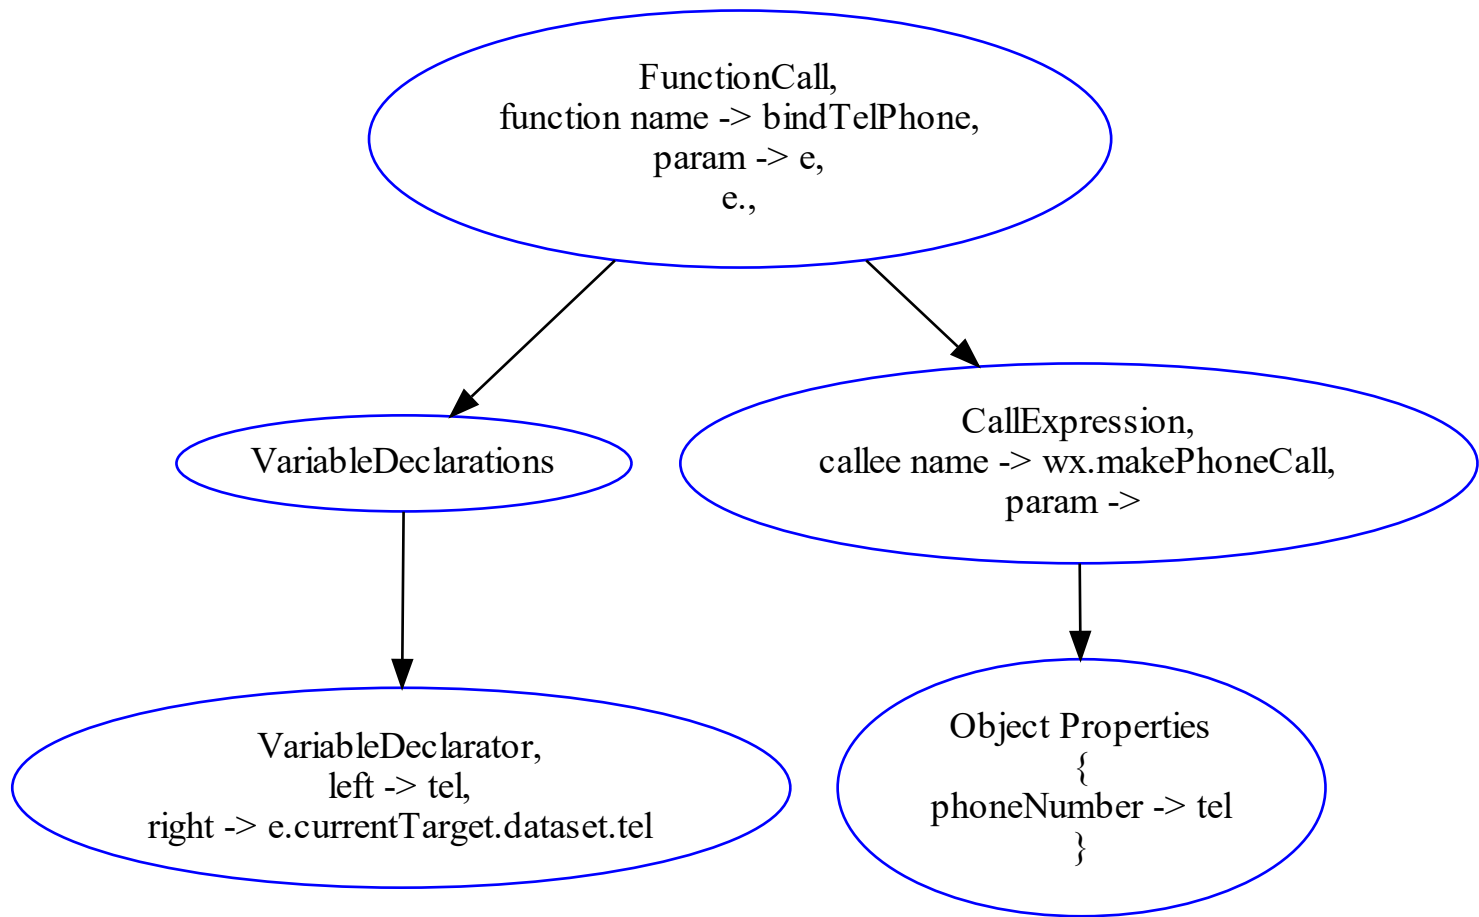 FunctionCall,
function name -> bindTelPhone,
param -> e,
e.,
VariableDeclarations
CallExpression,
callee name -> wx.makePhoneCall,
param ->
VariableDeclarator,
left -> tel,
right -> e.currentTarget.dataset.tel
Object Properties
{
phoneNumber -> tel
}